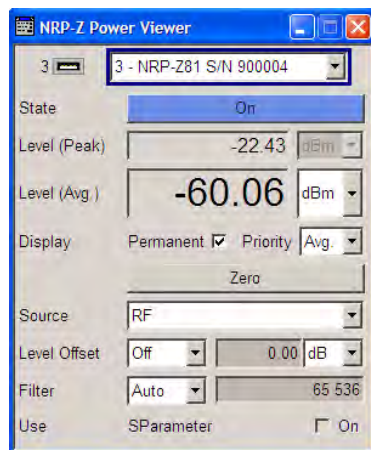 NRP-Z Power Viewer
3 3 - NRP-Z81 S/N 900004
State On
Level (Peak) -22.43 dBm
Level (Avg.) -60.06 dBm
Display Permanent Priority Avg.
Zero
Source RF
Level Offset Off 0.00 dB
Filter Auto 65 536
Use SParameter On